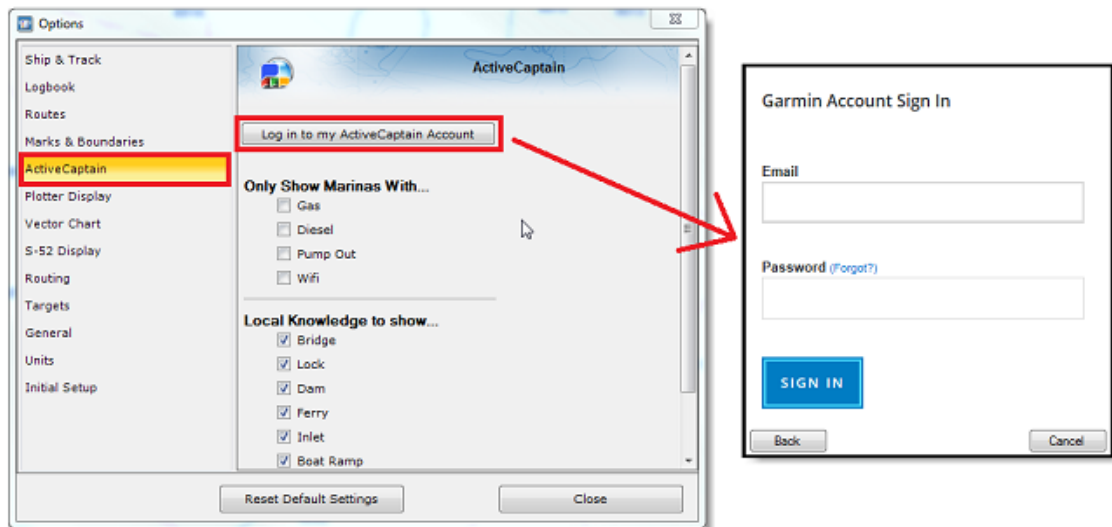 Options
Ship & Track
Logbook
Routes
Marks & Boundaries
ActiveCaptain
Plotter Display
Vector Chart
S-52 Display
Routing
Targets
General
Units
Initial Setup
ActiveCaptain
Log in to my ActiveCaptain Account
Only Show Marinas With...
Gas
Diesel
Pump Out
Wifi
Local Knowledge to show...
Bridge
Lock
Dam
Ferry
Inlet
Boat Ramp
Reset Default Settings
Close
Garmin Account Sign In
Email
Password (Forgot?)
SIGN IN
Back
Cancel